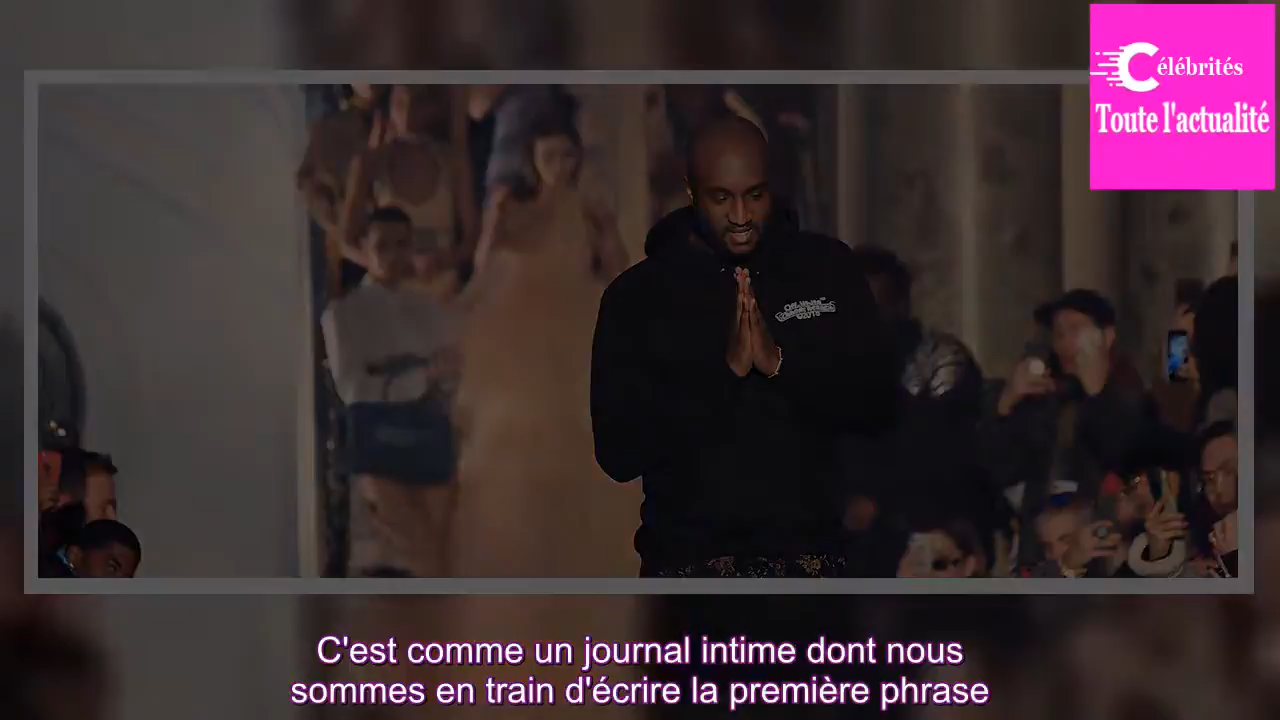 Célébrités
Toute l'actualité
C'est comme un journal intime dont nous
sommes en train d'écrire la première phrase